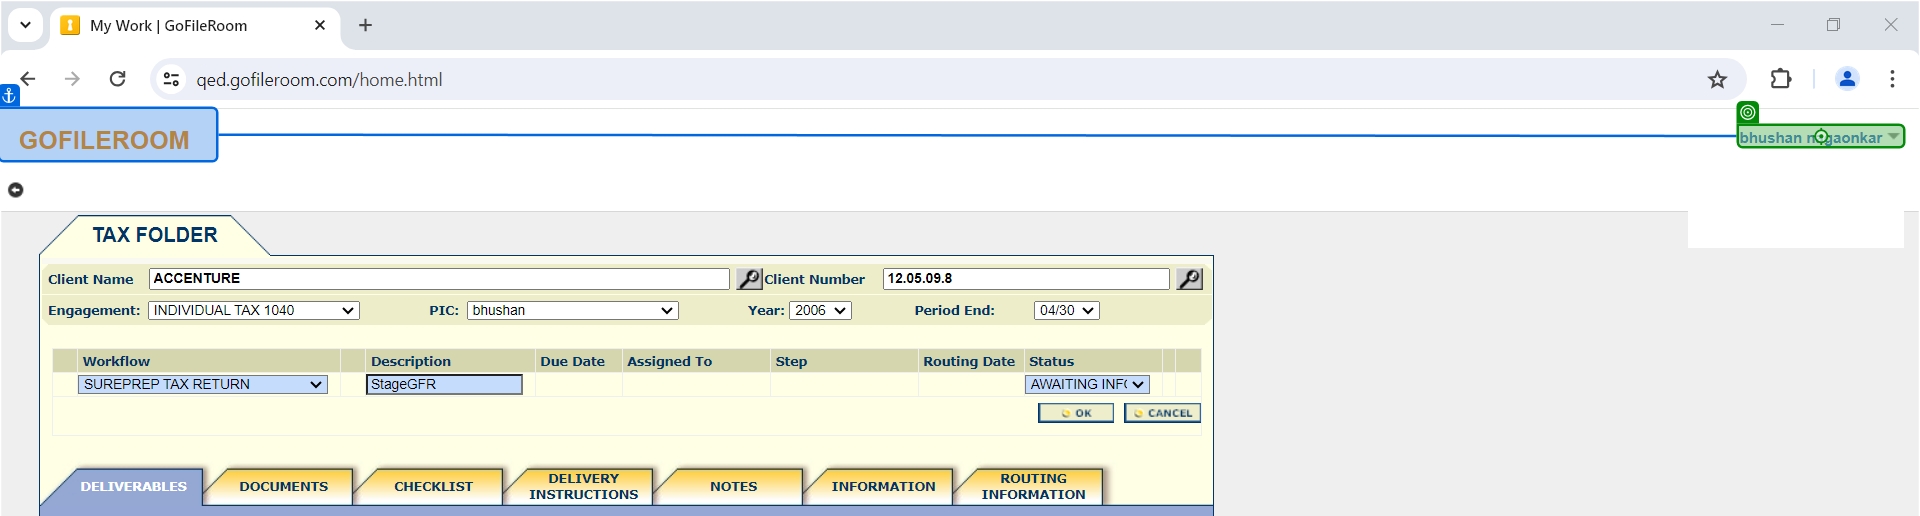 My Work | GoFileRoom
qed.gofileroom.com/home.html
GOFILEROOM
bhushan
TAX FOLDER
Client Name ACCENTURE Client Number 12.05.09.8
Engagement: INDIVIDUAL TAX 1040 PIC: bhushan Year: 2006 Period End: 04/30
Workflow Description Due Date Assigned To Step Routing Date Status
SUREPREP TAX RETURN StageGFR AWAITING INF
OK CANCEL
DELIVERABLES DOCUMENTS CHECKLIST DELIVERY INSTRUCTIONS NOTES INFORMATION ROUTING INFORMATION